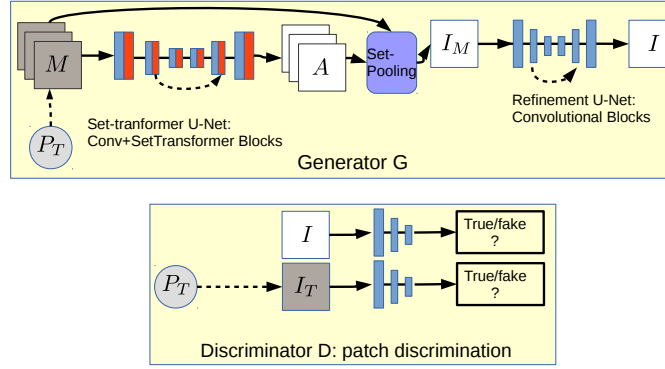 M
A
Set-
Pooling
I_M
I
P_T
Set-tranformer U-Net:
Conv+SetTransformer Blocks
Refinement U-Net:
Convolutional Blocks
Generator G
I
True/fake
?
P_T
I_T
True/fake
?
Discriminator D: patch discrimination